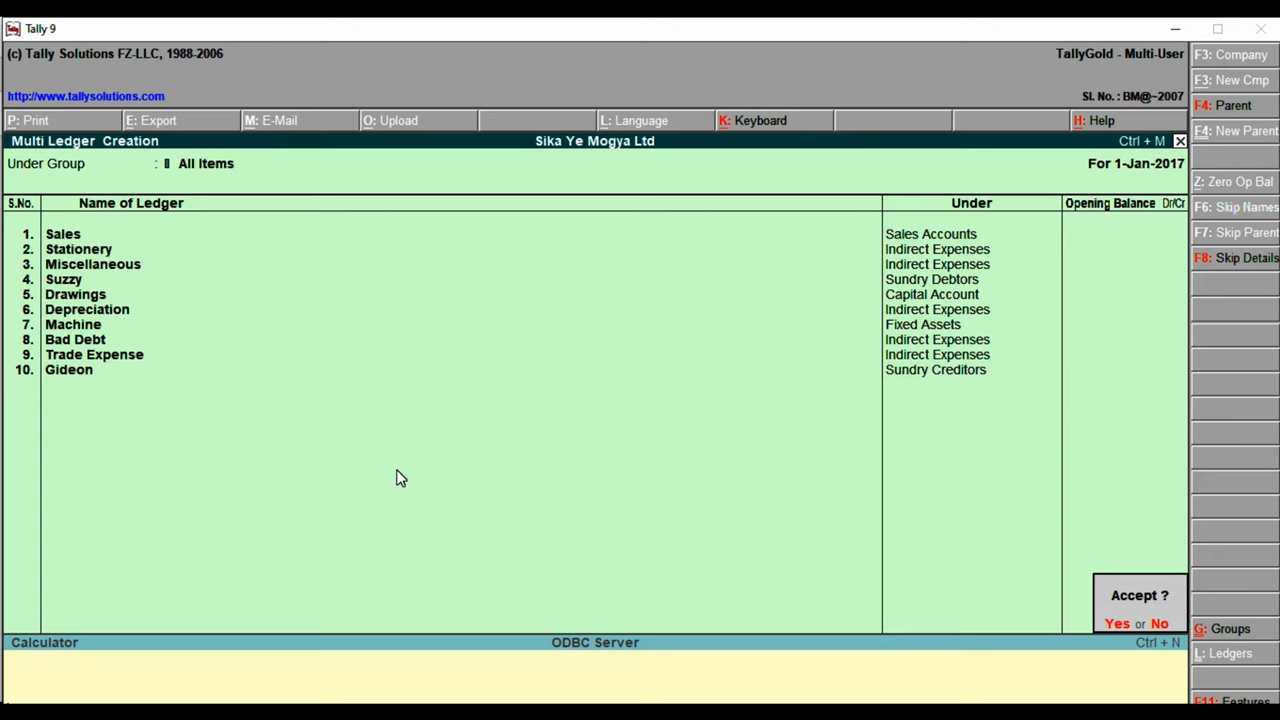 Tally 9
(c) Tally Solutions FZ-LLC, 1988-2006 TallyGold - Multi-User
http://www.tallysolutions.com Sl. No. : BM@~2007
P: Print E: Export M: E-Mail O: Upload L: Language K: Keyboard H: Help
Multi Ledger Creation Sika Ye Mogya Ltd Ctrl + M
Under Group : All Items For 1-Jan-2017
S.No. Name of Ledger Under Opening Balance Dr/Cr
1. Sales Sales Accounts
2. Stationery Indirect Expenses
3. Miscellaneous Indirect Expenses
4. Suzzy Sundry Debtors
5. Drawings Capital Account
6. Depreciation Indirect Expenses
7. Machine Fixed Assets
8. Bad Debt Indirect Expenses
9. Trade Expense Indirect Expenses
10. Gideon Sundry Creditors
Accept ?
Yes or No
Calculator ODBC Server Ctrl + N
F3: Company
F3: New Cmp
F4: Parent
F4: New Parent
Z: Zero Op Bal
F6: Skip Names
F7: Skip Parent
F8: Skip Details
G: Groups
L: Ledgers
F11: Features